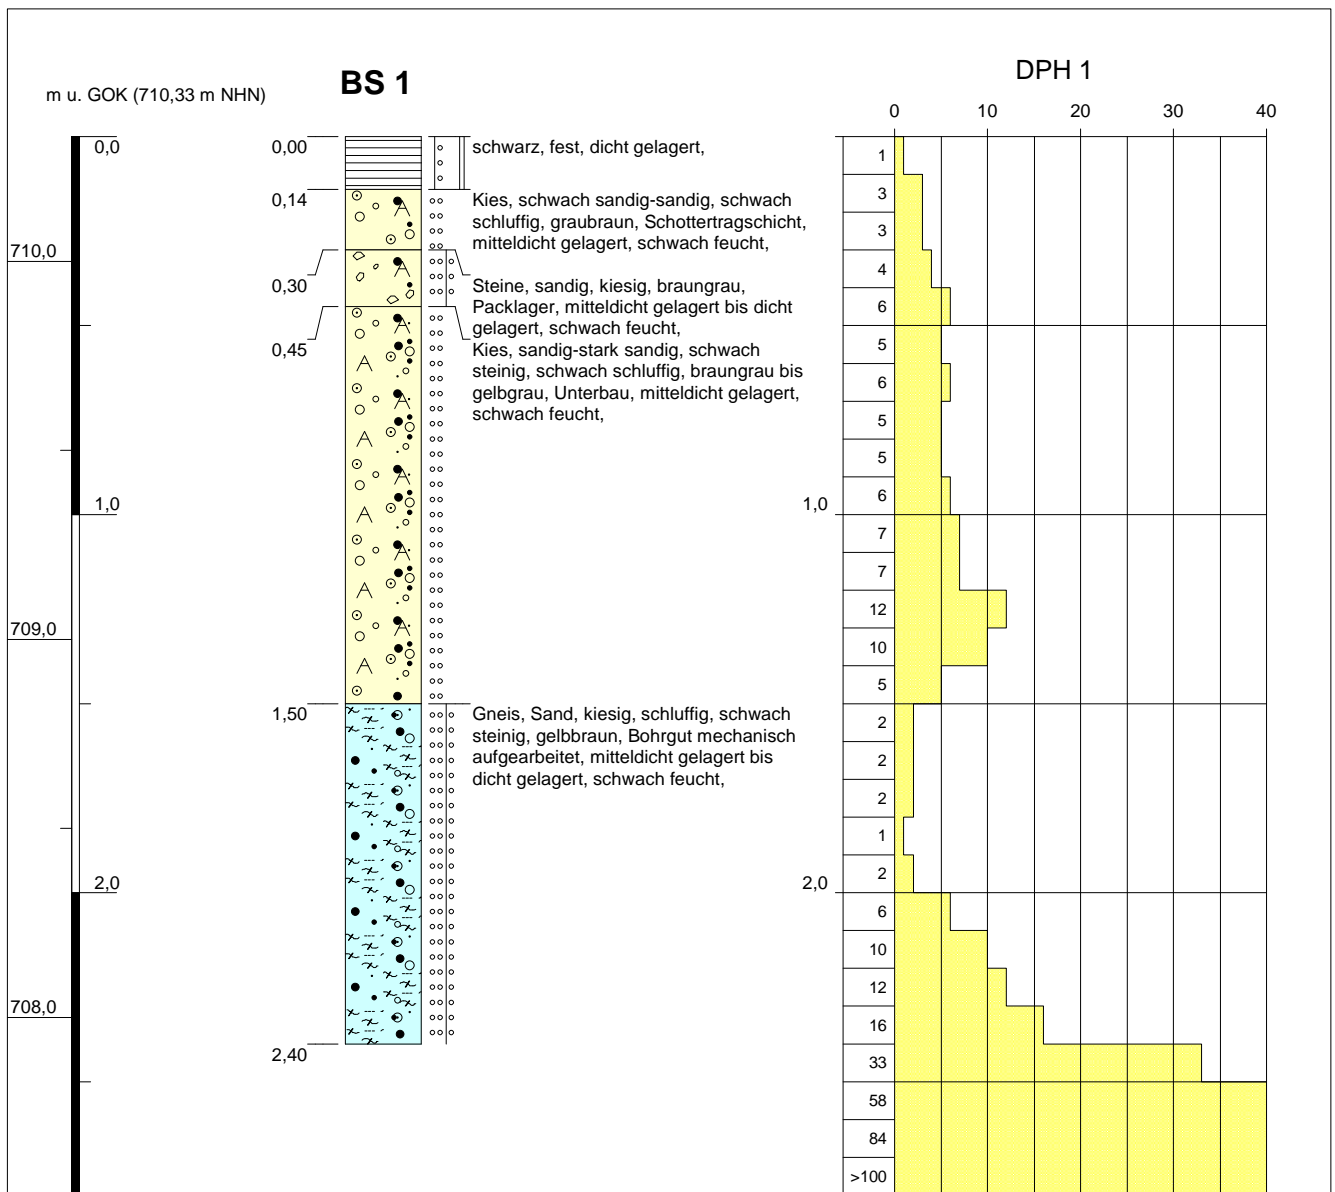 BS 1
DPH 1
m u. GOK (710,33 m NHN)
0 10 20 30 40
0,0
710,0
1,0
709,0
2,0
708,0
0,00
schwarz, fest, dicht gelagert,
0,14
Kies, schwach sandig-sandig, schwach
schluffig, graubraun, Schottertragschicht,
mitteldicht gelagert, schwach feucht,
0,30
Steine, sandig, kiesig, braungrau,
Packlager, mitteldicht gelagert bis dicht
gelagert, schwach feucht,
0,45
Kies, sandig-stark sandig, schwach
steinig, schwach schluffig, braungrau bis
gelbgrau, Unterbau, mitteldicht gelagert,
schwach feucht,
1,50
Gneis, Sand, kiesig, schluffig, schwach
steinig, gelbbraun, Bohrgut mechanisch
aufgearbeitet, mitteldicht gelagert bis
dicht gelagert, schwach feucht,
2,40
1
3
3
4
6
5
6
5
5
6
1,0
7
7
12
10
5
2
2
2
1
2
2,0
6
10
12
16
33
58
84
>100